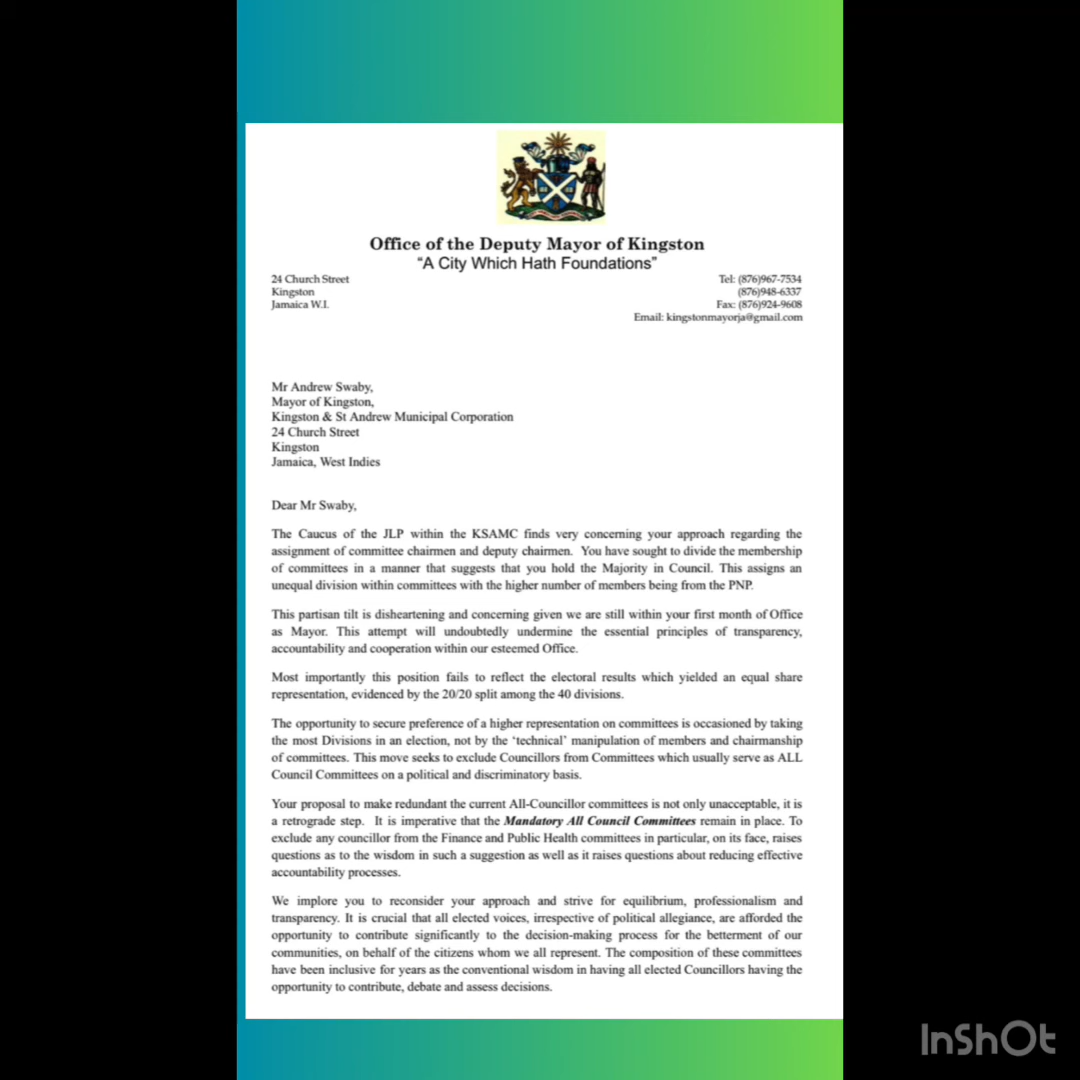 Office of the Deputy Mayor of Kingston
“A City Which Hath Foundations”
24 Church Street
Kingston
Jamaica W.I.
Tel: (876)967-7534
(876)948-6337
Fax: (876)924-9608
Email: kingstonmayorja@gmail.com
Mr Andrew Swaby,
Mayor of Kingston,
Kingston & St Andrew Municipal Corporation
24 Church Street
Kingston
Jamaica, West Indies
Dear Mr Swaby,
The Caucus of the JLP within the KSAMC finds very concerning your approach regarding the
assignment of committee chairmen and deputy chairmen. You have sought to divide the membership
of committees in a manner that suggests that you hold the Majority in Council. This assigns an
unequal division within committees with the higher number of members being from the PNP.
This partisan tilt is disheartening and concerning given we are still within your first month of Office
as Mayor. This attempt will undoubtedly undermine the essential principles of transparency,
accountability and cooperation within our esteemed Office.
Most importantly this position fails to reflect the electoral results which yielded an equal share
representation, evidenced by the 20/20 split among the 40 divisions.
The opportunity to secure preference of a higher representation on committees is occasioned by taking
the most Divisions in an election, not by the ‘technical’ manipulation of members and chairmanship
of committees. This move seeks to exclude Councillors from Committees which usually serve as ALL
Council Committees on a political and discriminatory basis.
Your proposal to make redundant the current All-Councillor committees is not only unacceptable, it is
a retrograde step. It is imperative that the Mandatory All Council Committees remain in place. To
exclude any councillor from the Finance and Public Health committees in particular, on its face, raises
questions as to the wisdom in such a suggestion as well as it raises questions about reducing effective
accountability processes.
We implore you to reconsider your approach and strive for equilibrium, professionalism and
transparency. It is crucial that all elected voices, irrespective of political allegiance, are afforded the
opportunity to contribute significantly to the decision-making process for the betterment of our
communities, on behalf of the citizens whom we all represent. The composition of these committees
have been inclusive for years as the conventional wisdom in having all elected Councillors having the
opportunity to contribute, debate and assess decisions.
InShOt